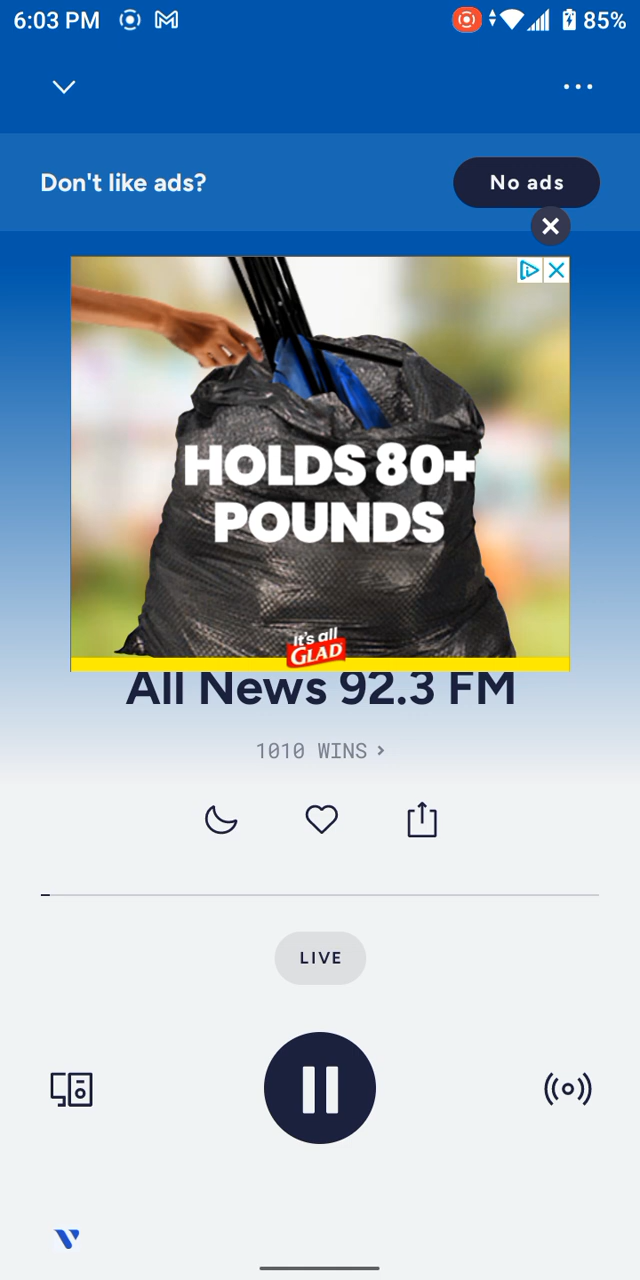 6:03 PM
85%
Don't like ads?
No ads
HOLDS 80+
POUNDS
it's all
GLAD
All News 92.3 FM
1010 WINS
LIVE